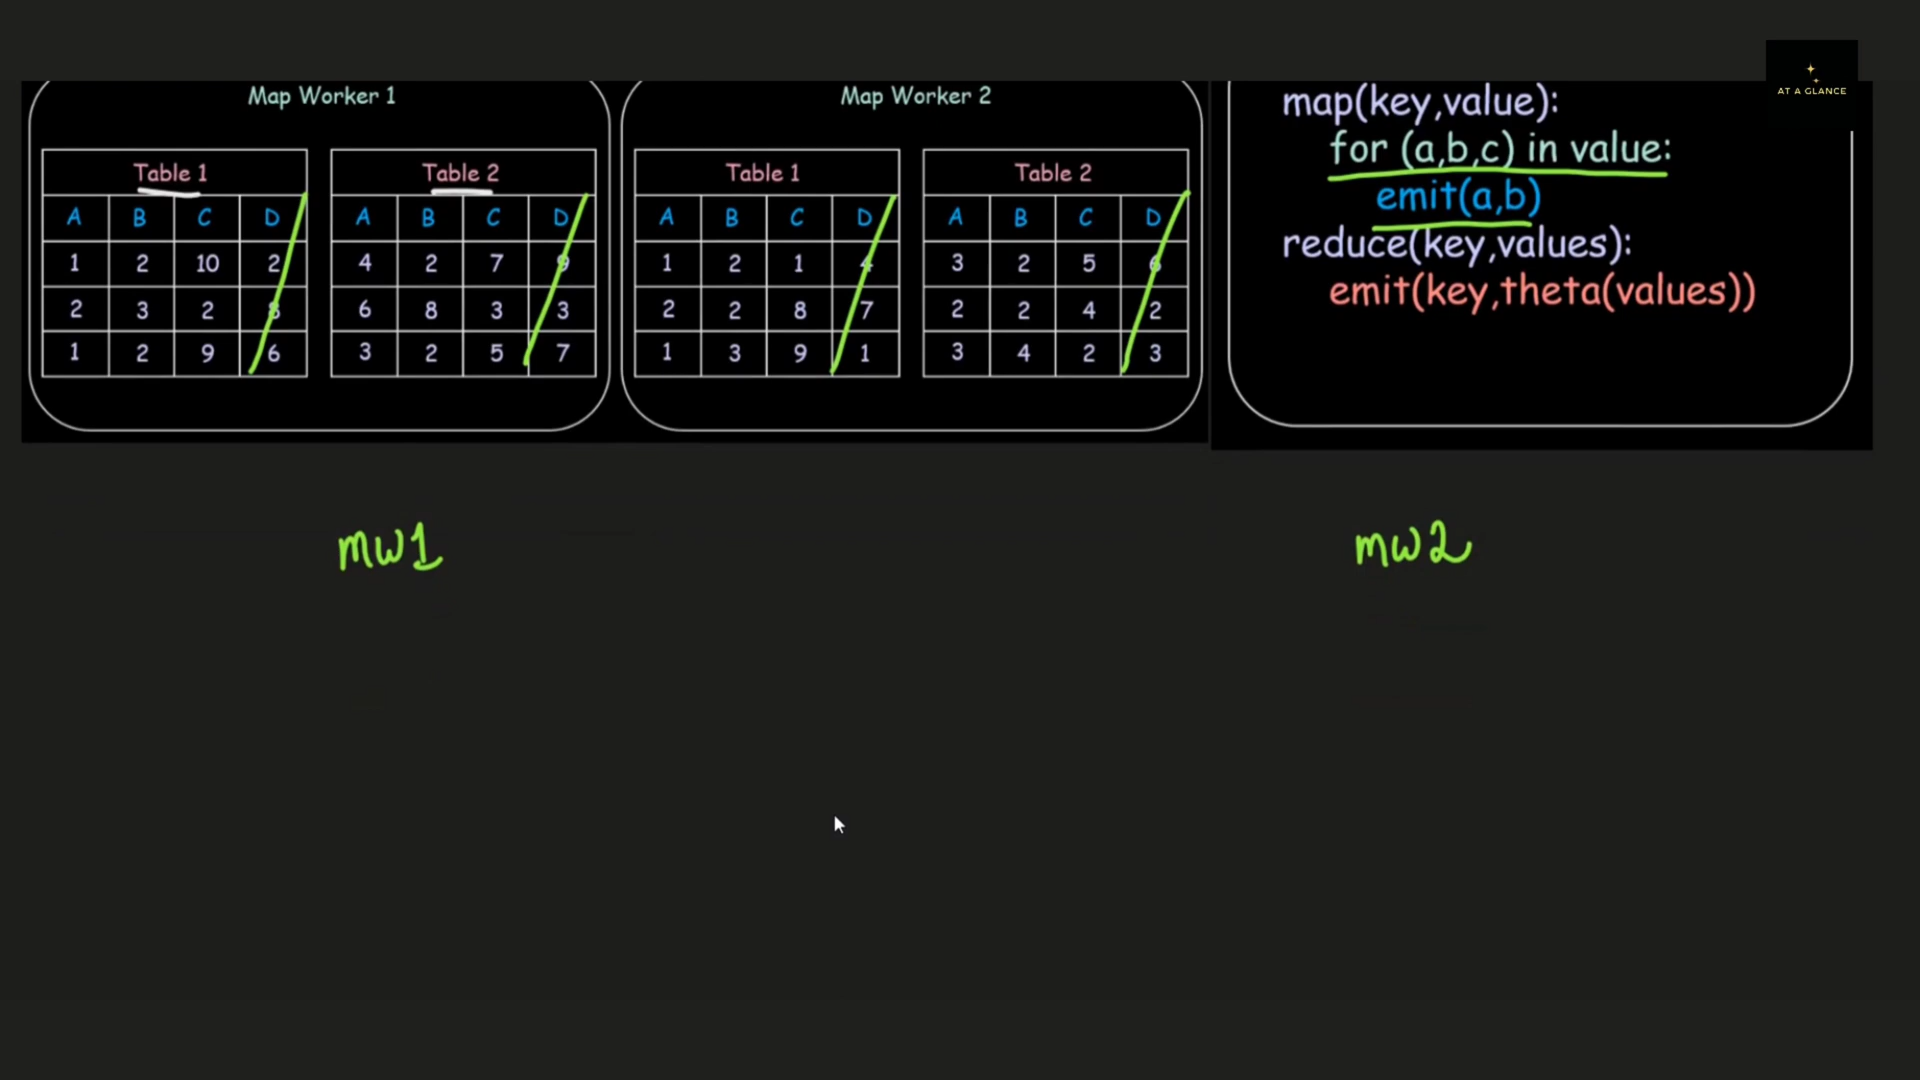 AT A GLANCE
Map Worker 1
Table 1
A B C D
1 2 10 2
2 3 2 8
1 2 9 6
Table 2
A B C D
4 2 7 9
6 8 3 3
3 2 5 7
Map Worker 2
Table 1
A B C D
1 2 1 4
2 2 8 7
1 3 9 1
Table 2
A B C D
3 2 5 6
2 2 4 2
3 4 2 3
map(key,value):
for (a,b,c) in value:
emit(a,b)
reduce(key,values):
emit(key,theta(values))
mw1
mw2